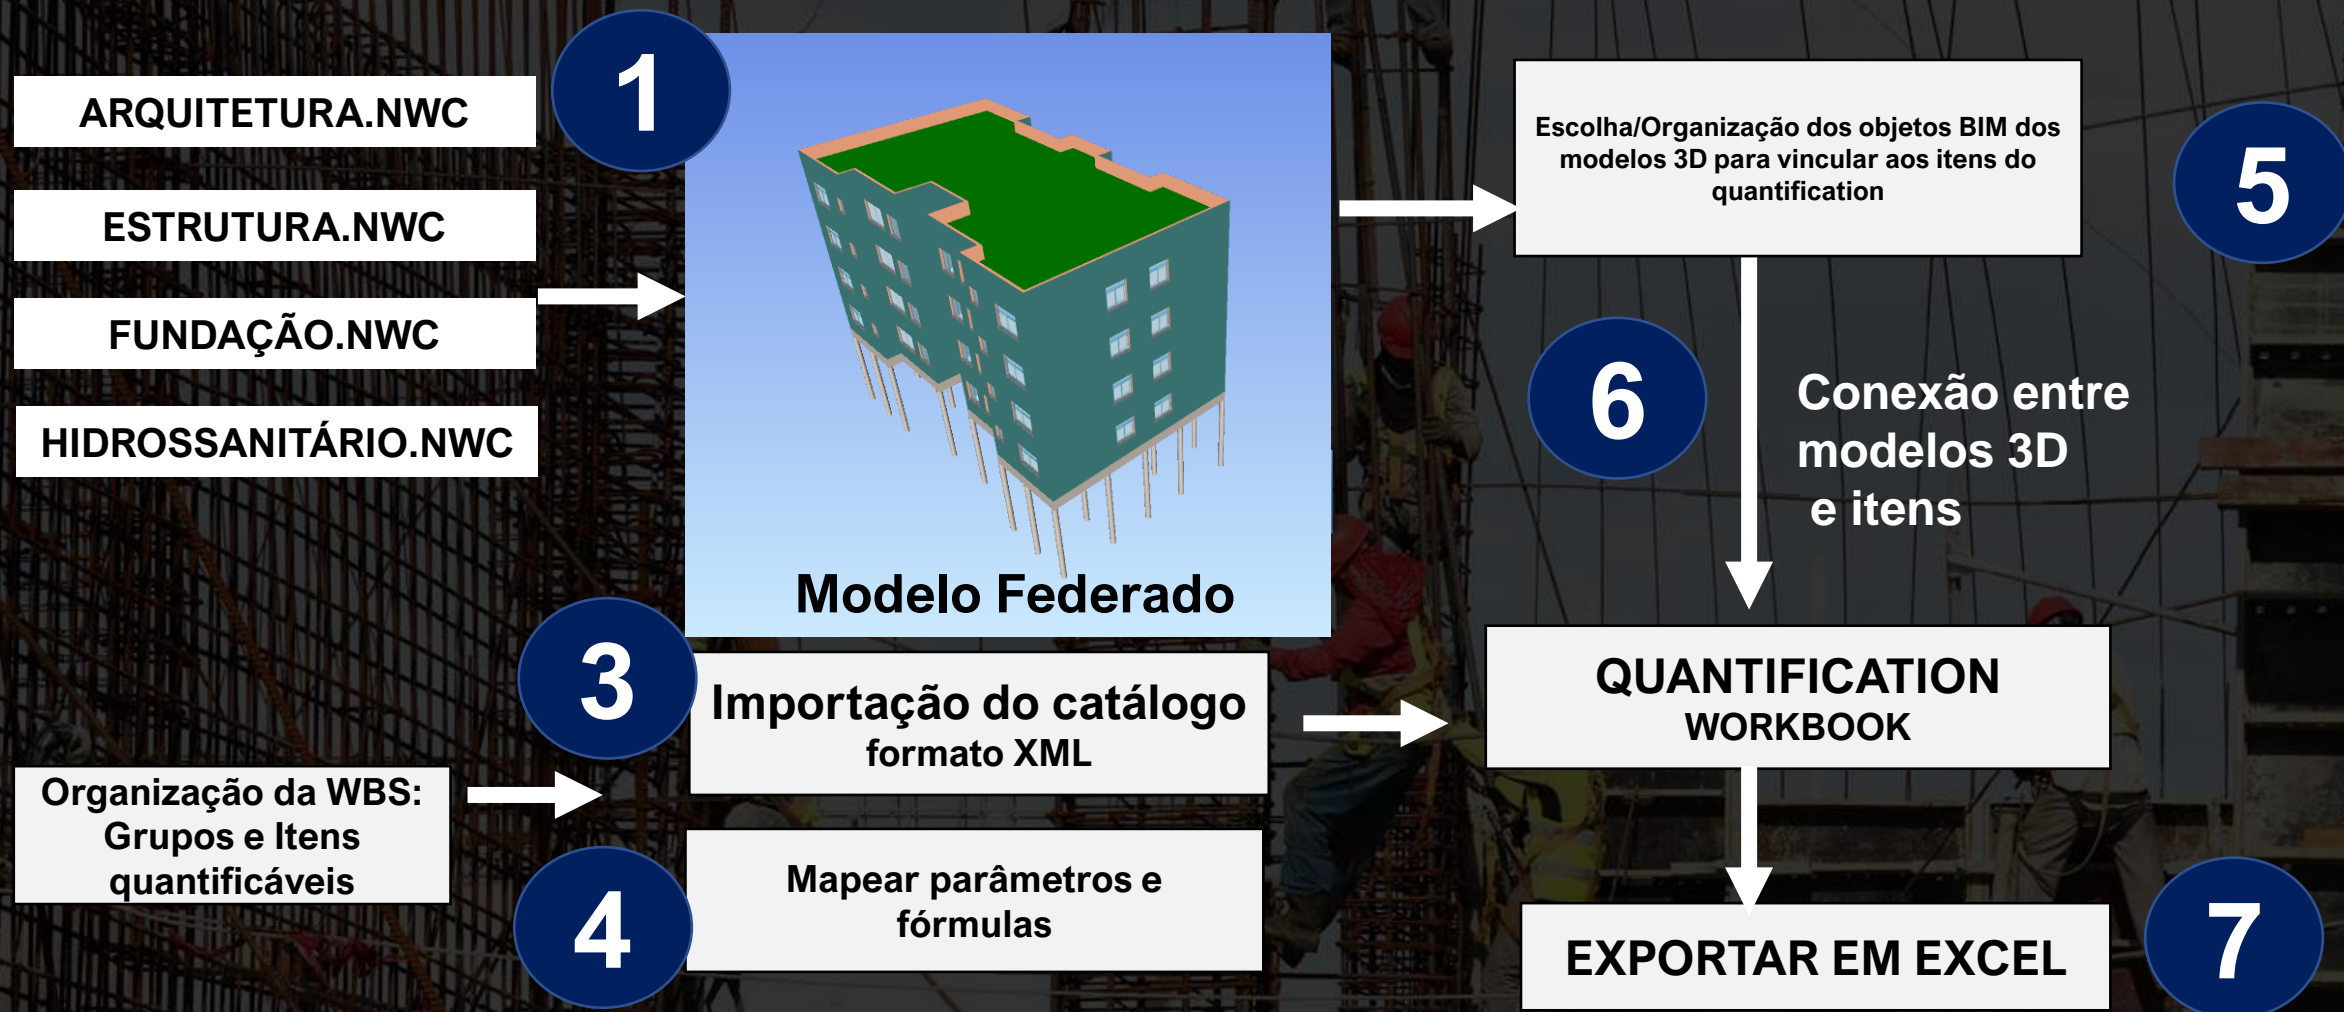 1
ARQUITETURA.NWC
ESTRUTURA.NWC
FUNDAÇÃO.NWC
HIDROSSANITÁRIO.NWC
Modelo Federado
Escolha/Organização dos objetos BIM dos
modelos 3D para vincular aos itens do
quantification
5
6
Conexão entre
modelos 3D
e itens
3
Importação do catálogo
formato XML
QUANTIFICATION
WORKBOOK
Organização da WBS:
Grupos e Itens
quantificáveis
4
Mapear parâmetros e
fórmulas
EXPORTAR EM EXCEL
7